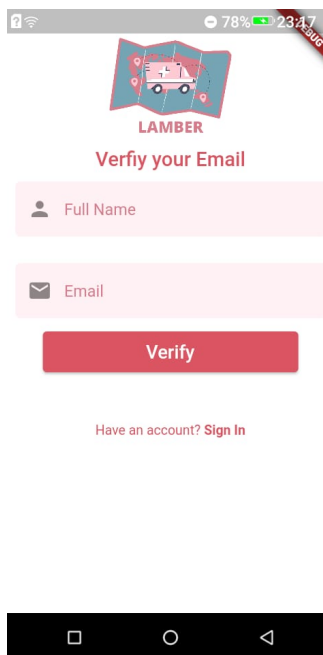 78% 23:17
DEBUG
LAMBER
Verfiy your Email
Full Name
Email
Verify
Have an account? Sign In